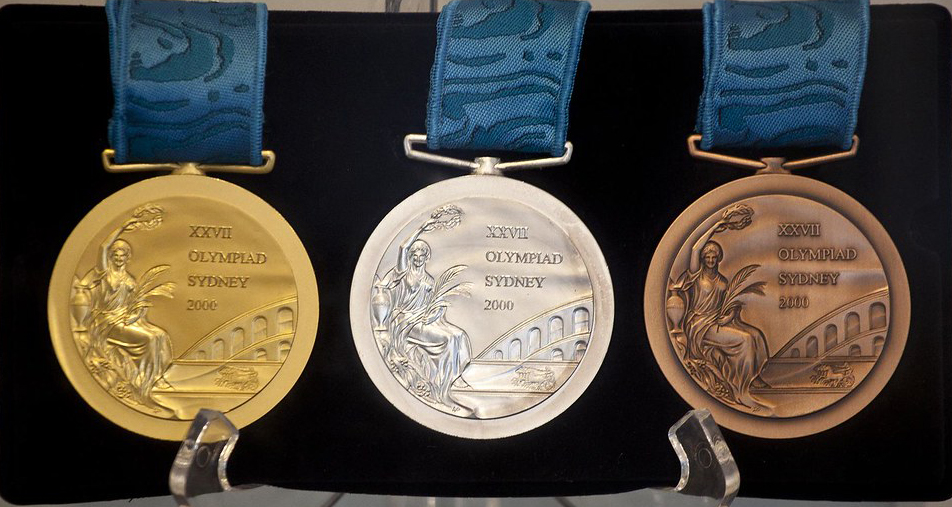 XXVII
OLYMPIAD
SYDNEY
2000
XXVII
OLYMPIAD
SYDNEY
2000
XXVII
OLYMPIAD
SYDNEY
2000